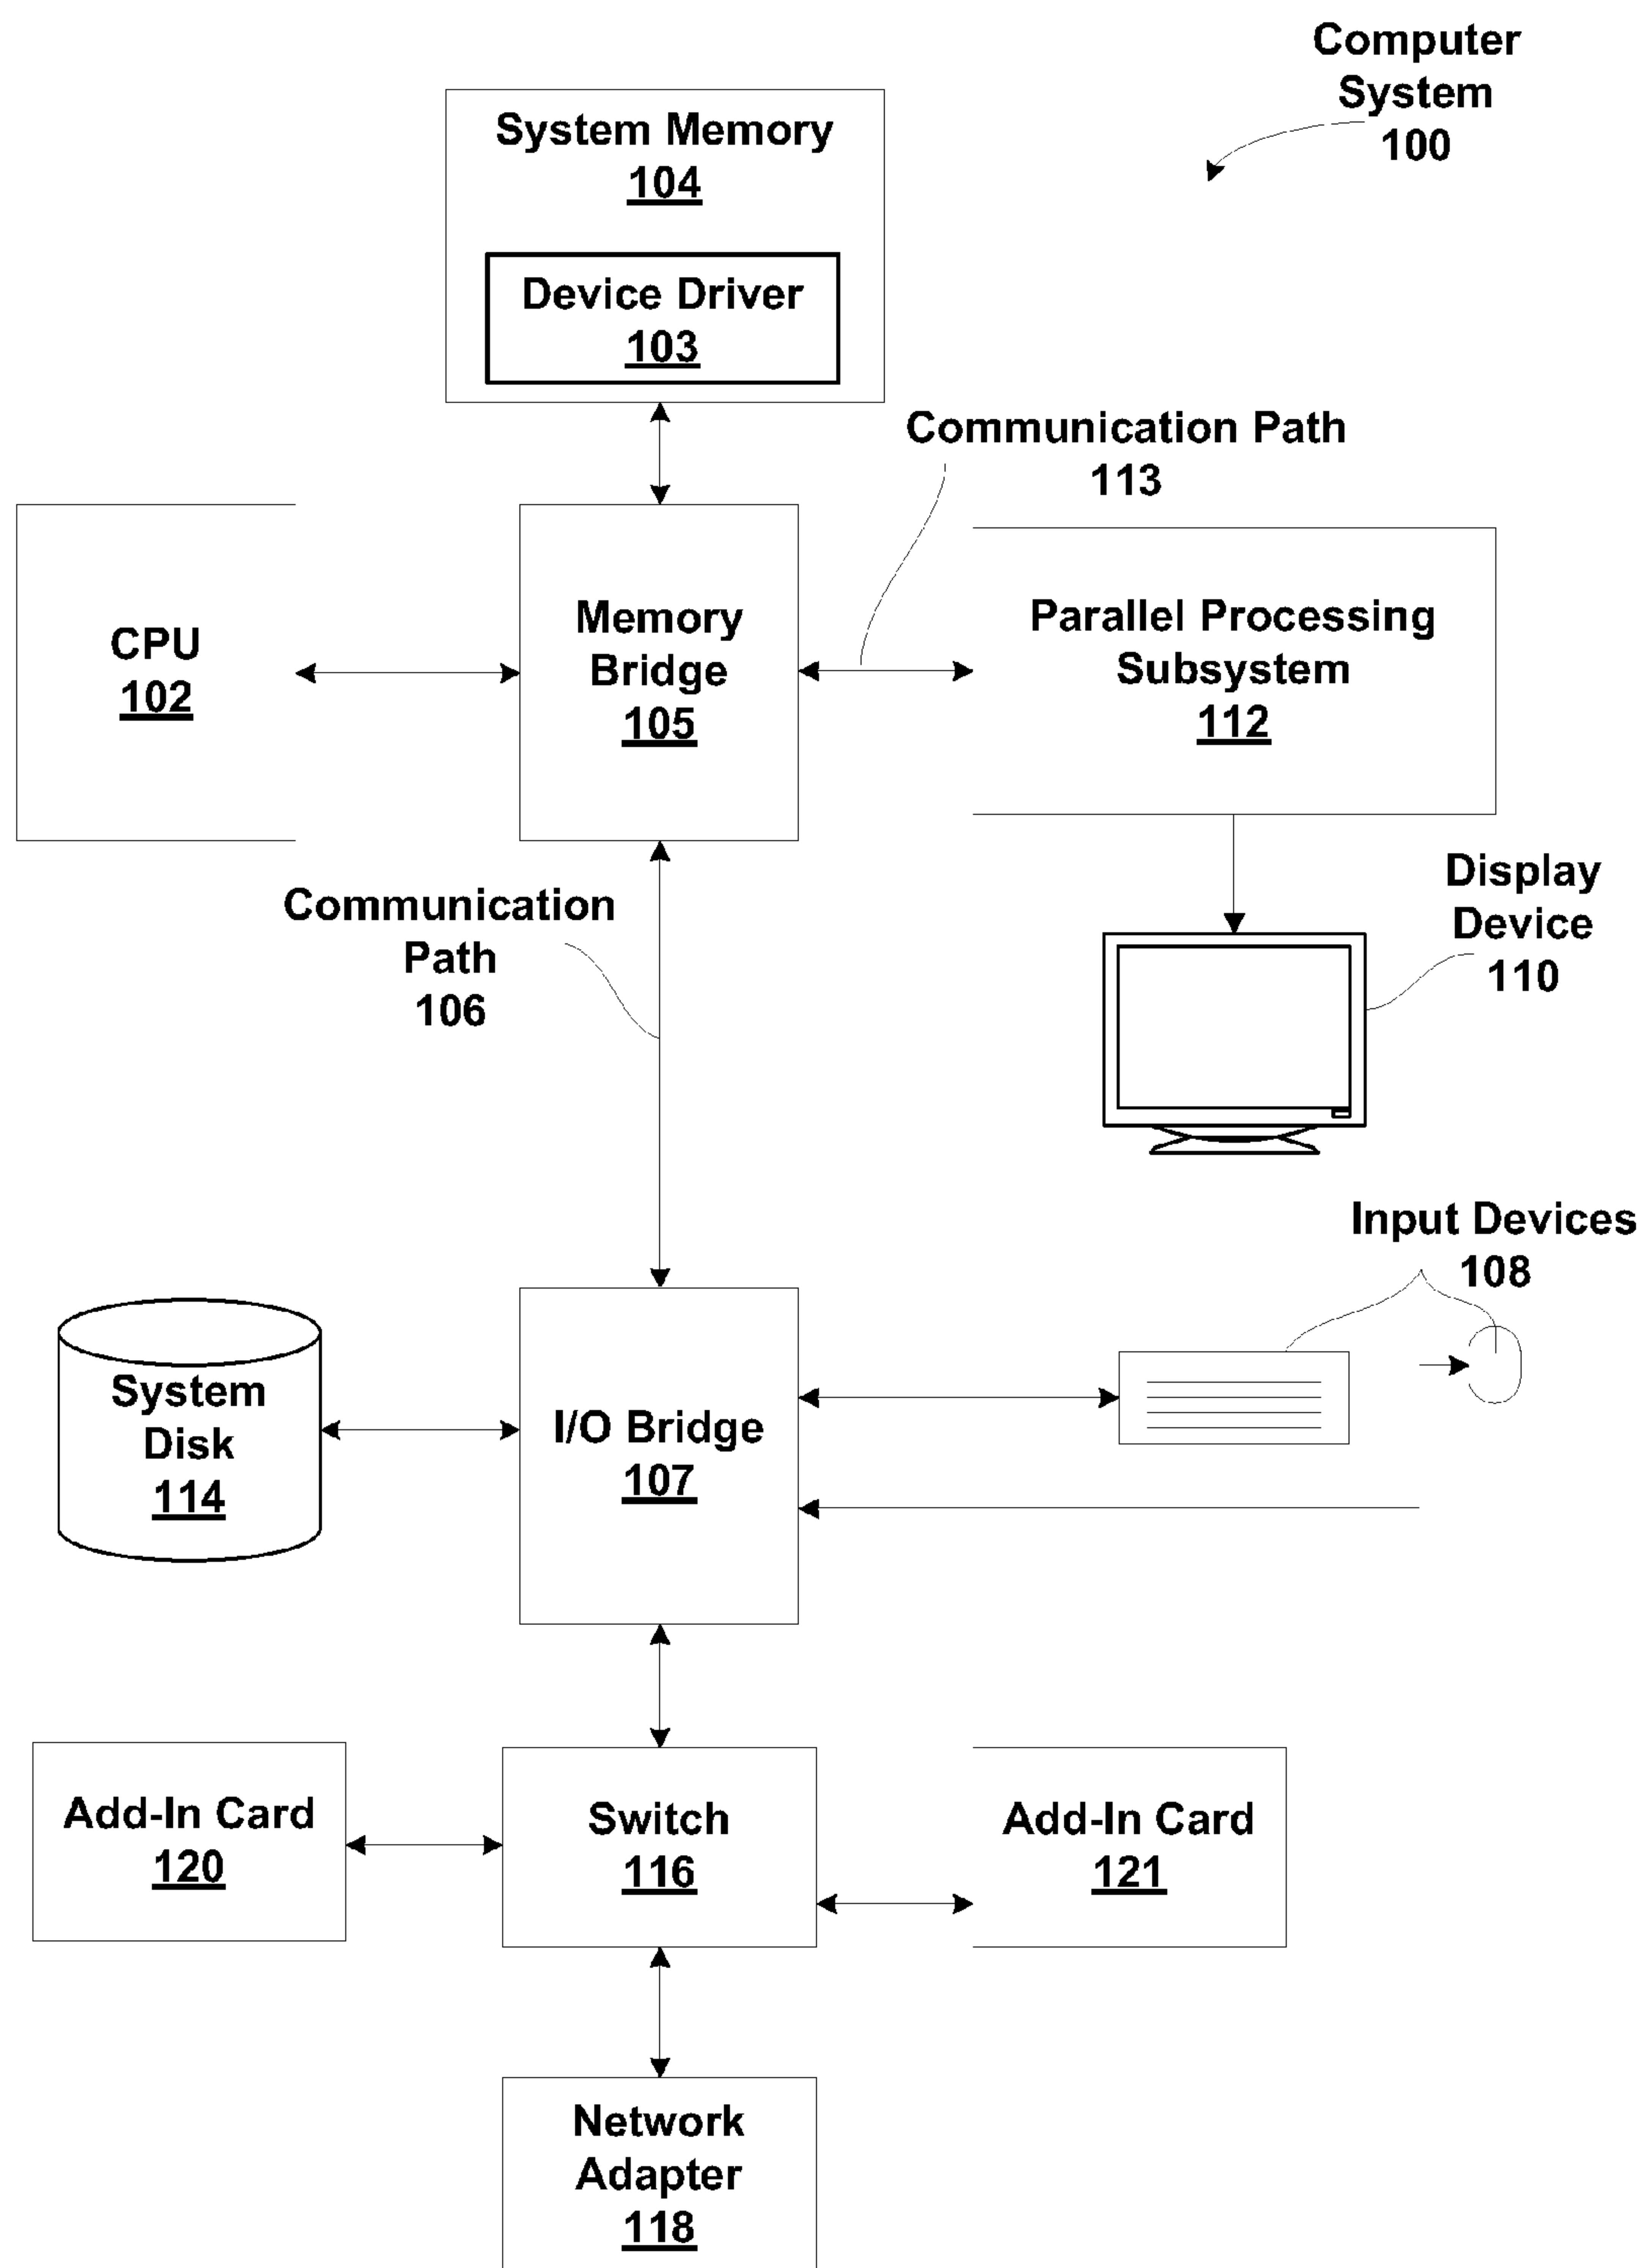 Computer
System
100
System Memory
104
Device Driver
103
Communication Path
113
CPU
102
Memory
Bridge
105
Parallel Processing
Subsystem
112
Communication
Path
106
Display
Device
110
Input Devices
108
System
Disk
114
I/O Bridge
107
Add-In Card
120
Switch
116
Add-In Card
121
Network
Adapter
118